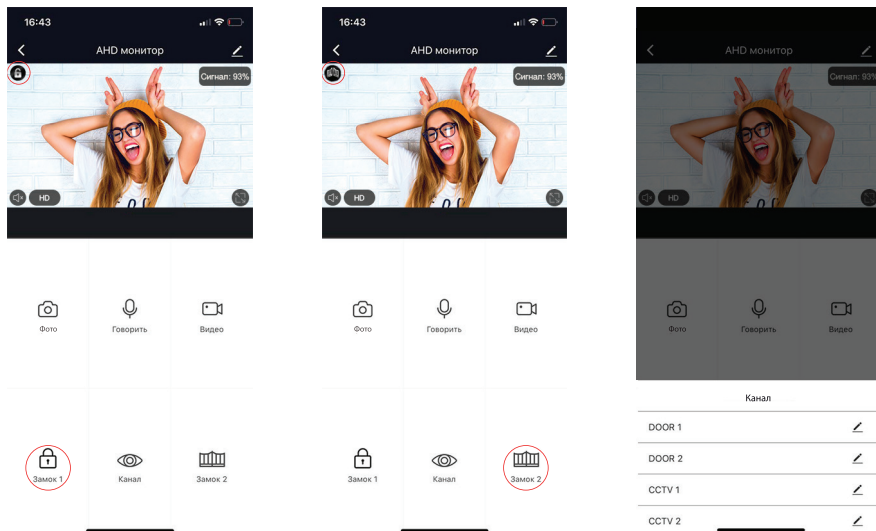 16:43
AHD монитор
Сигнал: 93%
HD
Фото
Говорить
Видео
Замок 1
Канал
Замок 2
16:43
AHD монитор
Сигнал: 93%
HD
Фото
Говорить
Видео
Замок 1
Канал
Замок 2
AHD монитор
Сигнал: 93%
HD
Фото
Говорить
Видео
Канал
DOOR 1
DOOR 2
CCTV 1
CCTV 2